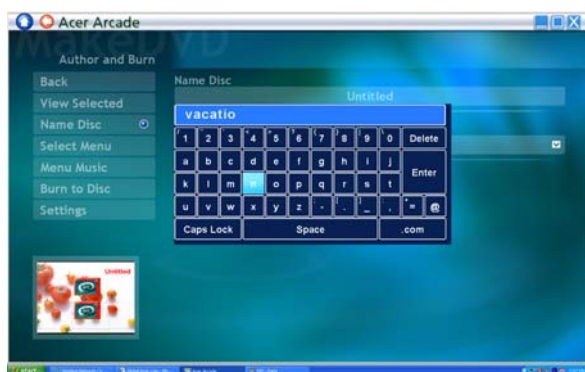 Acer Arcade
MakeDVD
Author and Burn
Back
View Selected
Name Disc
Select Menu
Menu Music
Burn to Disc
Settings
Name Disc
Untitled
vacatio
1 2 3 4 5 6 7 8 9 0 Delete
a b c d e f g h i j
Enter
k l m n o p q r s t
u v w x y z - . _ , = @
Caps Lock Space .com
Untitled
start